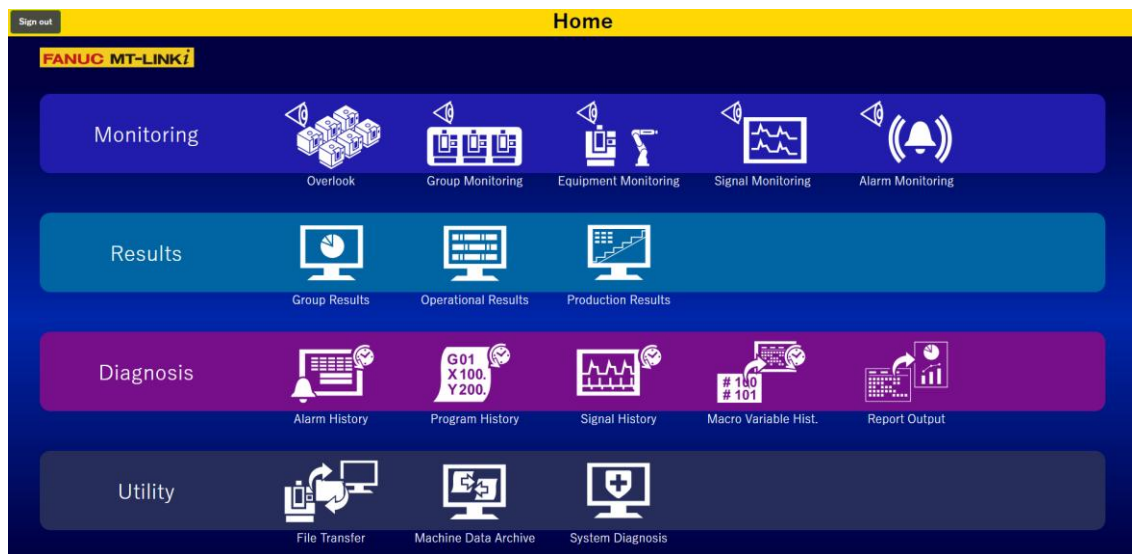 Sign out
Home
FANUC MT-LINKi
Monitoring
Overlook
Group Monitoring
Equipment Monitoring
Signal Monitoring
Alarm Monitoring
Results
Group Results
Operational Results
Production Results
Diagnosis
G01
X100.
Y200.
# 100
# 101
Alarm History
Program History
Signal History
Macro Variable Hist.
Report Output
Utility
File Transfer
Machine Data Archive
System Diagnosis